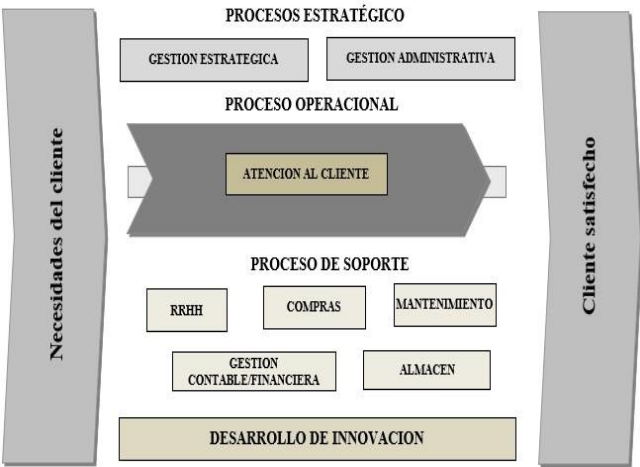 PROCESOS ESTRATÉGICO
GESTION ESTRATEGICA
GESTION ADMINISTRATIVA
PROCESO OPERACIONAL
Necesidades del cliente
ATENCION AL CLIENTE
Cliente satisfecho
PROCESO DE SOPORTE
RRHH
COMPRAS
MANTENIMIENTO
GESTION
CONTABLE/FINANCIERA
ALMACEN
DESARROLLO DE INNOVACION